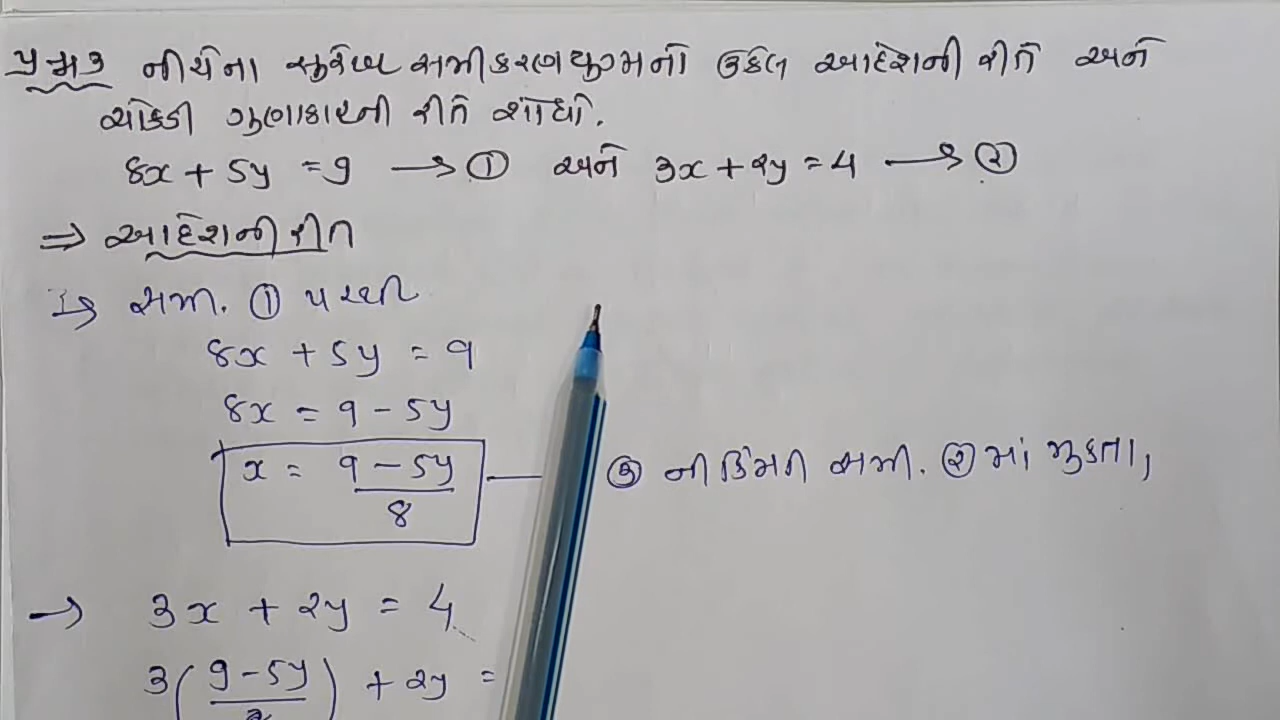 પ્રશ્ન ૩ નીચેના સુરેખ સમીકરણયુગ્મનો ઉકેલ આદેશની રીતે અને
ચોકડી ગુણાકારની રીતે શોધો.
8x + 5y = 9 → ① અને 3x + 2y = 4 → ②
⇒ આદેશની રીત
↳ સમી. ① પરથી
8x + 5y = 9
8x = 9 - 5y
x = (9 - 5y)/8 — ③ ની કિંમત સમી. ② માં મુકતા,
→ 3x + 2y = 4
3((9 - 5y)/8) + 2y =